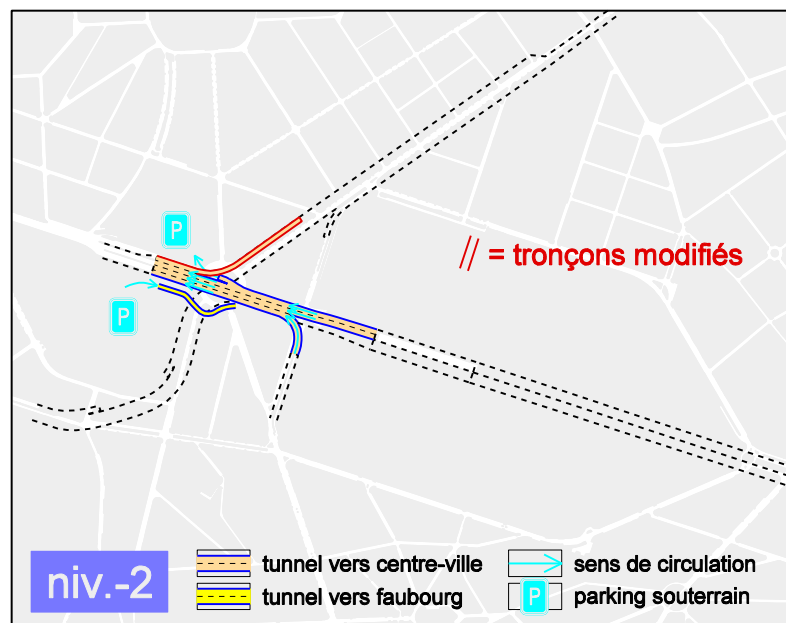 P
// = tronçons modifiés
P
niv.-2
tunnel vers centre-ville
sens de circulation
tunnel vers faubourg
P
parking souterrain